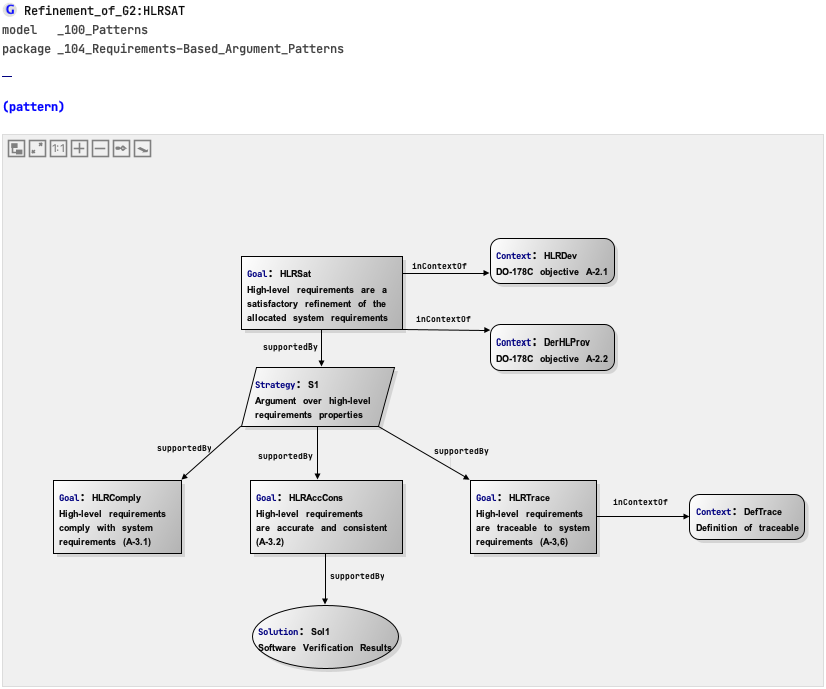 G Refinement_of_G2:HLRSAT
model _100_Patterns
package _104_Requirements-Based_Argument_Patterns
(pattern)
1:1
Goal: HLRSat
High-level requirements are a
satisfactory refinement of the
allocated system requirements
inContextOf
Context: HLRDev
DO-178C objective A-2.1
inContextOf
Context: DerHLProv
DO-178C objective A-2.2
supportedBy
Strategy: S1
Argument over high-level
requirements properties
supportedBy
supportedBy
supportedBy
Goal: HLRComply
High-level requirements
comply with system
requirements (A-3.1)
Goal: HLRAccCons
High-level requirements
are accurate and consistent
(A-3.2)
Goal: HLRTrace
High-level requirements
are traceable to system
requirements (A-3,6)
inContextOf
Context: DefTrace
Definition of traceable
supportedBy
Solution: Sol1
Software Verification Results